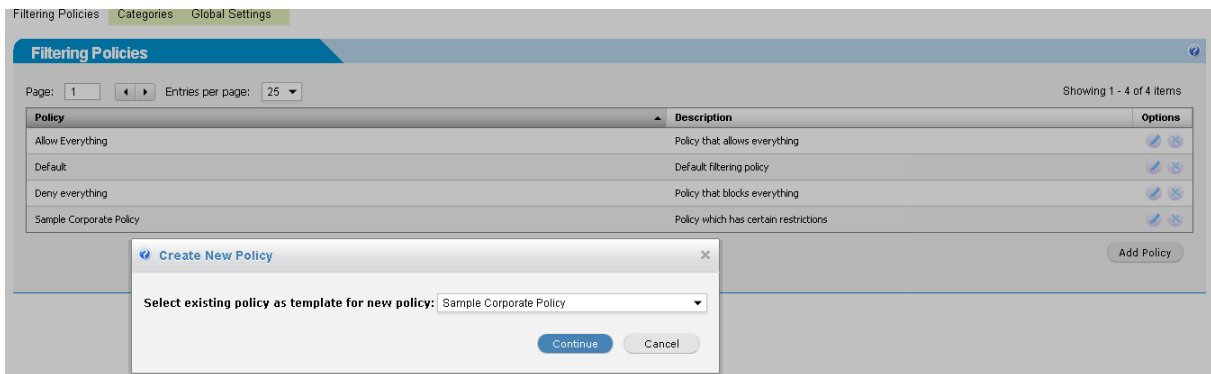 Filtering Policies Categories Global Settings
Filtering Policies
Page: 1 Entries per page: 25 Showing 1 - 4 of 4 items
Policy Description Options
Allow Everything Policy that allows everything
Default Default filtering policy
Deny everything Policy that blocks everything
Sample Corporate Policy Policy which has certain restrictions
Add Policy
Create New Policy
Select existing policy as template for new policy: Sample Corporate Policy
Continue Cancel